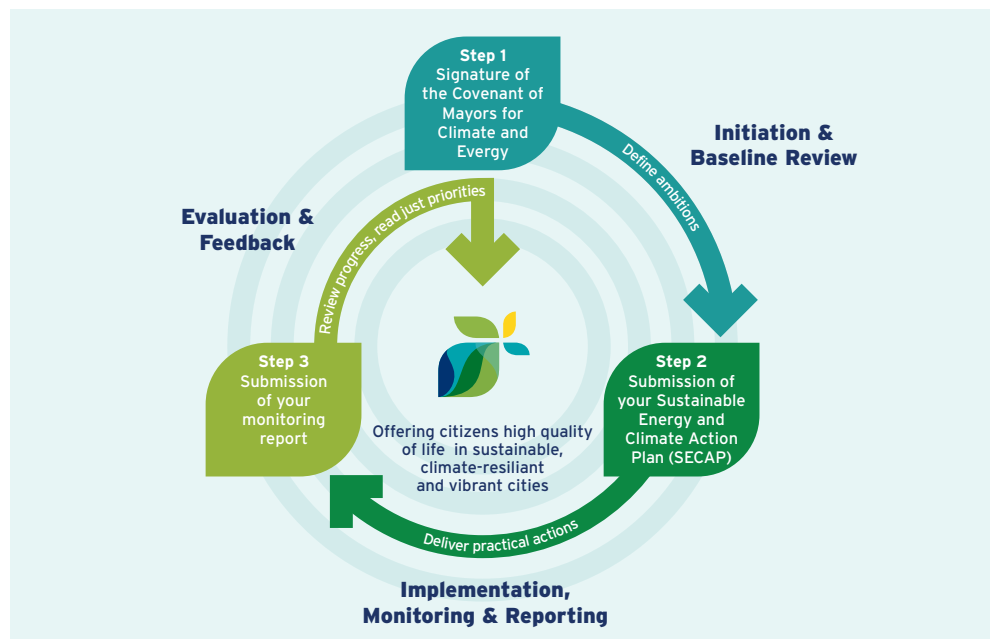 Step 1
Signature of
the Covenant of
Mayors for
Climate and
Evergy
Initiation &
Baseline Review
Define ambitions
Step 2
Submission of
your Sustainable
Energy and
Climate Action
Plan (SECAP)
Deliver practical actions
Implementation,
Monitoring & Reporting
Step 3
Submission
of your
monitoring
report
Evaluation &
Feedback
Review progress, read just priorities
Offering citizens high quality
of life in sustainable,
climate-resiliant
and vibrant cities